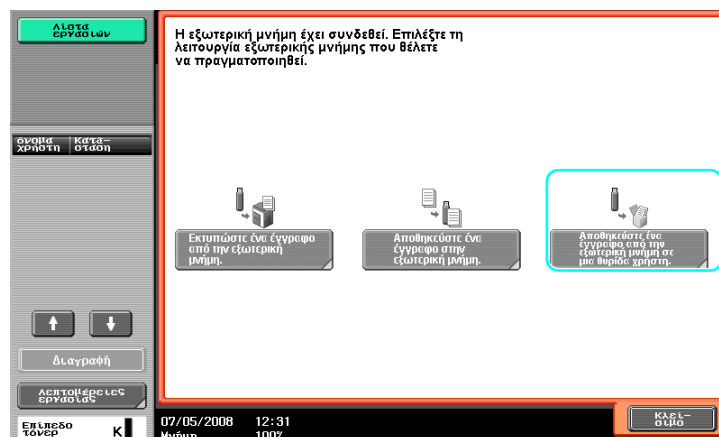 Λίστα
εργασιών
Η εξωτερική μνήμη έχει συνδεθεί. Επιλέξτε τη
λειτουργία εξωτερικής μνήμης που θέλετε
να πραγματοποιηθεί.
όνομα
χρήστη
Κατά-
σταση
Εκτυπώστε ένα έγγραφο
από την εξωτερική
μνήμη.
Αποθηκεύστε ένα
έγγραφο στην
εξωτερική μνήμη.
Αποθηκεύστε ένα
έγγραφο από την
εξωτερική μνήμη σε
μια θυρίδα χρήστη.
Διαγραφή
Λεπτομέρειες
εργασίας
Επίπεδο
τόνερ
K
07/05/2008 12:31
Μνήμη 100%
Κλεί-
σιμο